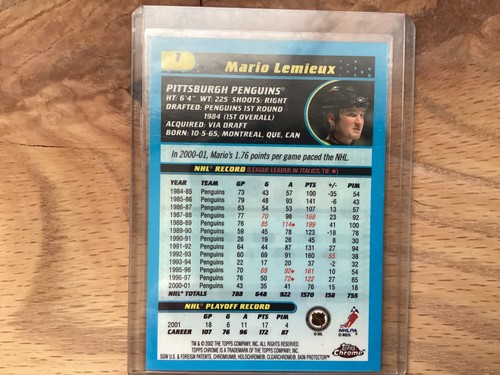 1
Mario Lemieux
PITTSBURGH PENGUINS®
HT: 6'4" WT: 225 SHOOTS: RIGHT
DRAFTED: PENGUINS 1ST ROUND
1984 (1ST OVERALL)
ACQUIRED: VIA DRAFT
BORN: 10-5-65, MONTREAL, QUE, CAN
In 2000-01, Mario's 1.76 points per game paced the NHL.
NHL® RECORD (LEAGUE LEADER IN ITALICS, TIE ♦)
YEAR TEAM GP G A PTS +/- PIM
1984-85 Penguins 73 43 57 100 -35 54
1985-86 Penguins 79 48 93 141 -6 43
1986-87 Penguins 63 54 53 107 13 57
1987-88 Penguins 77 70 98 168 23 92
1988-89 Penguins 76 85 114♦ 199 41 100
1989-90 Penguins 59 45 78 123 -18 78
1990-91 Penguins 26 19 26 45 8 30
1991-92 Penguins 64 44 87 131 27 94
1992-93 Penguins 60 69 91 160 55 38
1993-94 Penguins 22 17 20 37 -2 32
1995-96 Penguins 70 69 92♦ 161 10 54
1996-97 Penguins 76 50 72♦ 122 27 65
2000-01 Penguins 43 35 41 76 15 18
NHL® TOTALS 788 648 922 1570 158 755
NHL® PLAYOFF RECORD
GP G A PTS +/- PIM
2001 18 6 11 17 4 4